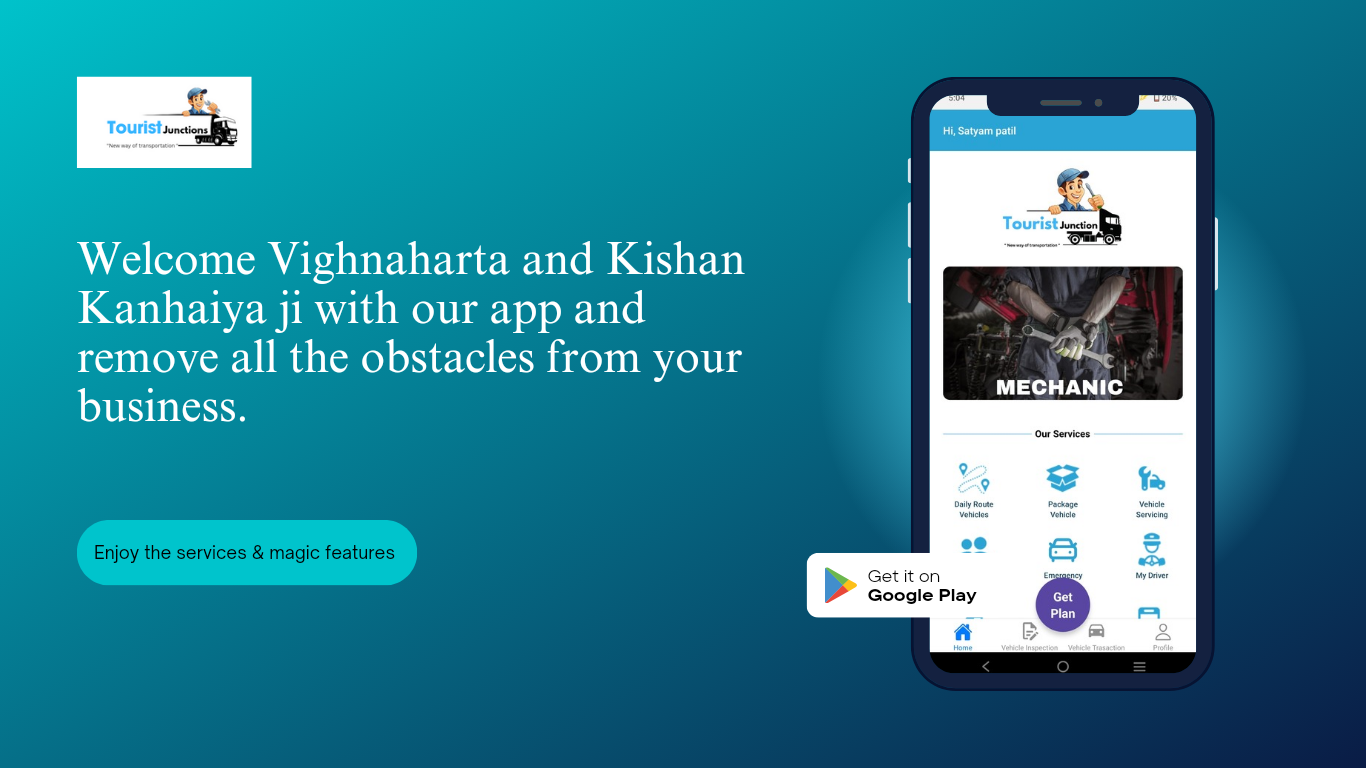 Tourist Junctions
"New way of transportation"
Welcome Vighnaharta and Kishan
Kanhaiya ji with our app and
remove all the obstacles from your
business.
Enjoy the services & magic features
5:04
20%
Hi, Satyam patil
Tourist Junction
"New way of transportation"
MECHANIC
Our Services
Daily Route
Vehicles
Package
Vehicle
Vehicle
Servicing
Emergency
My Driver
Get it on
Google Play
Get
Plan
Home
Vehicle Inspection
Vehicle Trasaction
Profile